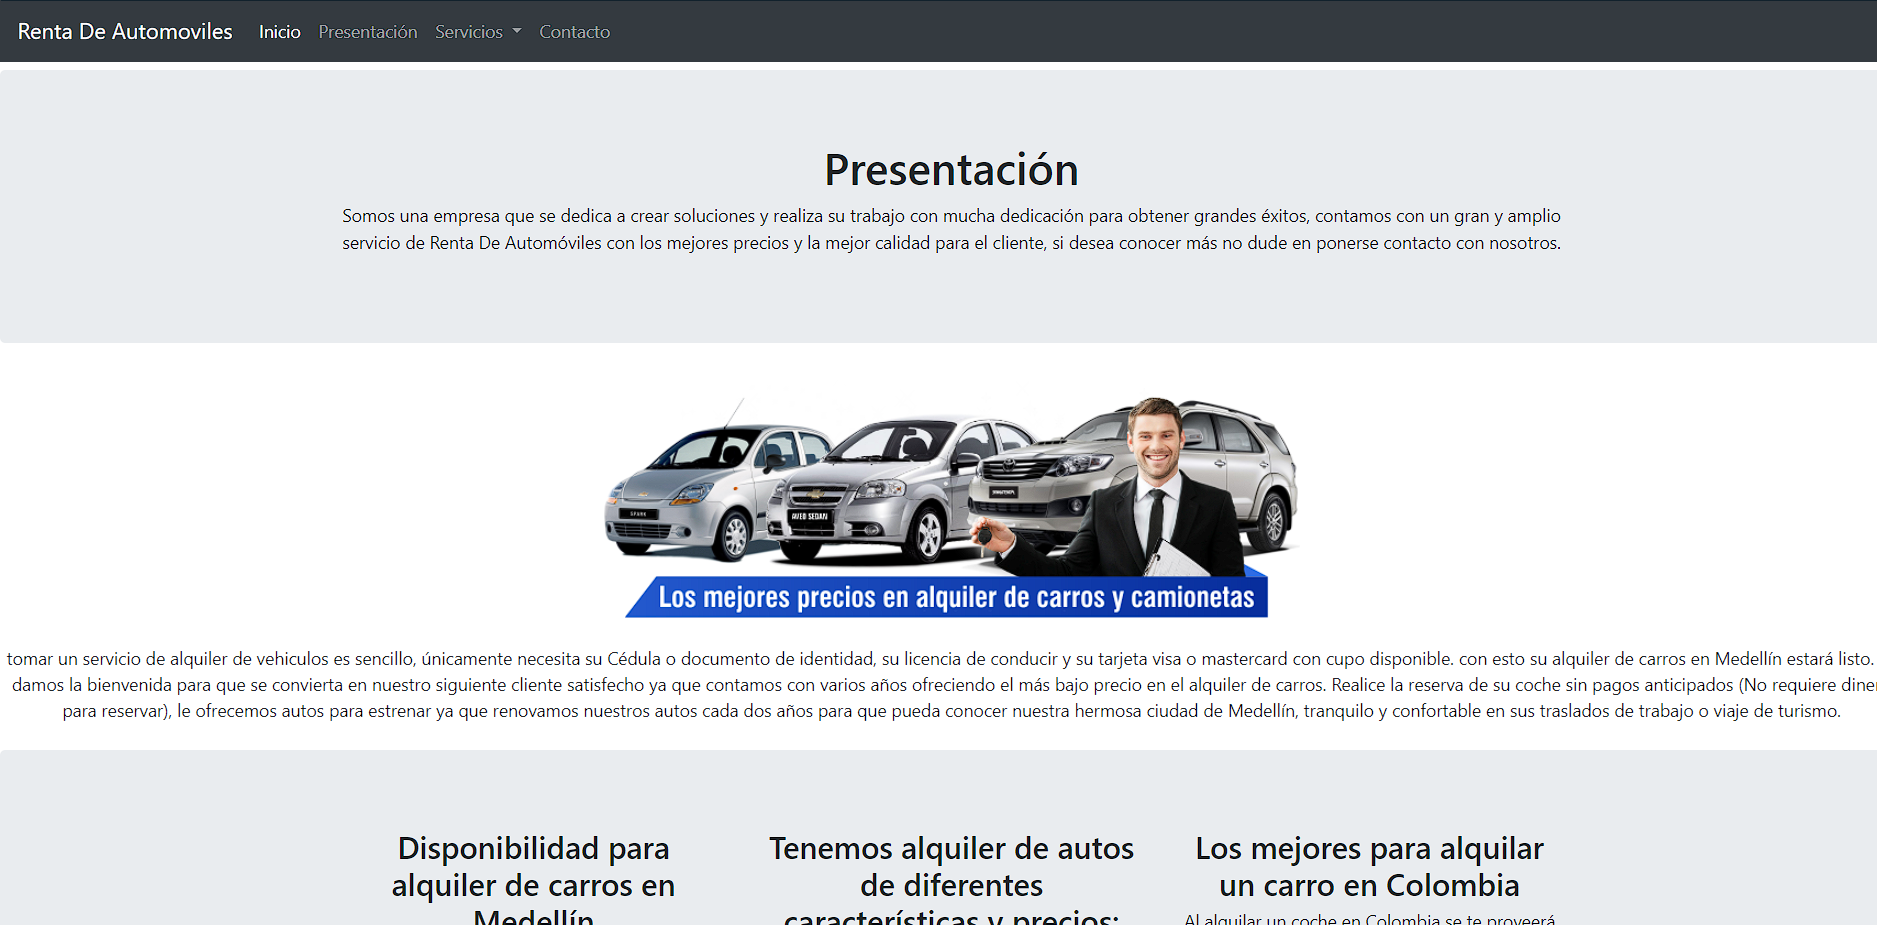 Renta De Automoviles Inicio Presentación Servicios Contacto
Presentación
Somos una empresa que se dedica a crear soluciones y realiza su trabajo con mucha dedicación para obtener grandes éxitos, contamos con un gran y amplio
servicio de Renta De Automóviles con los mejores precios y la mejor calidad para el cliente, si desea conocer más no dude en ponerse contacto con nosotros.
SPARK
AVEO SEDAN
Los mejores precios en alquiler de carros y camionetas
tomar un servicio de alquiler de vehiculos es sencillo, únicamente necesita su Cédula o documento de identidad, su licencia de conducir y su tarjeta visa o mastercard con cupo disponible. con esto su alquiler de carros en Medellín estará listo.
damos la bienvenida para que se convierta en nuestro siguiente cliente satisfecho ya que contamos con varios años ofreciendo el más bajo precio en el alquiler de carros. Realice la reserva de su coche sin pagos anticipados (No requiere diner
para reservar), le ofrecemos autos para estrenar ya que renovamos nuestros autos cada dos años para que pueda conocer nuestra hermosa ciudad de Medellín, tranquilo y confortable en sus traslados de trabajo o viaje de turismo.
Disponibilidad para
alquiler de carros en
Medellín
Tenemos alquiler de autos
de diferentes
características y precios:
Los mejores para alquilar
un carro en Colombia
Al alquilar un coche en Colombia se te proveerá